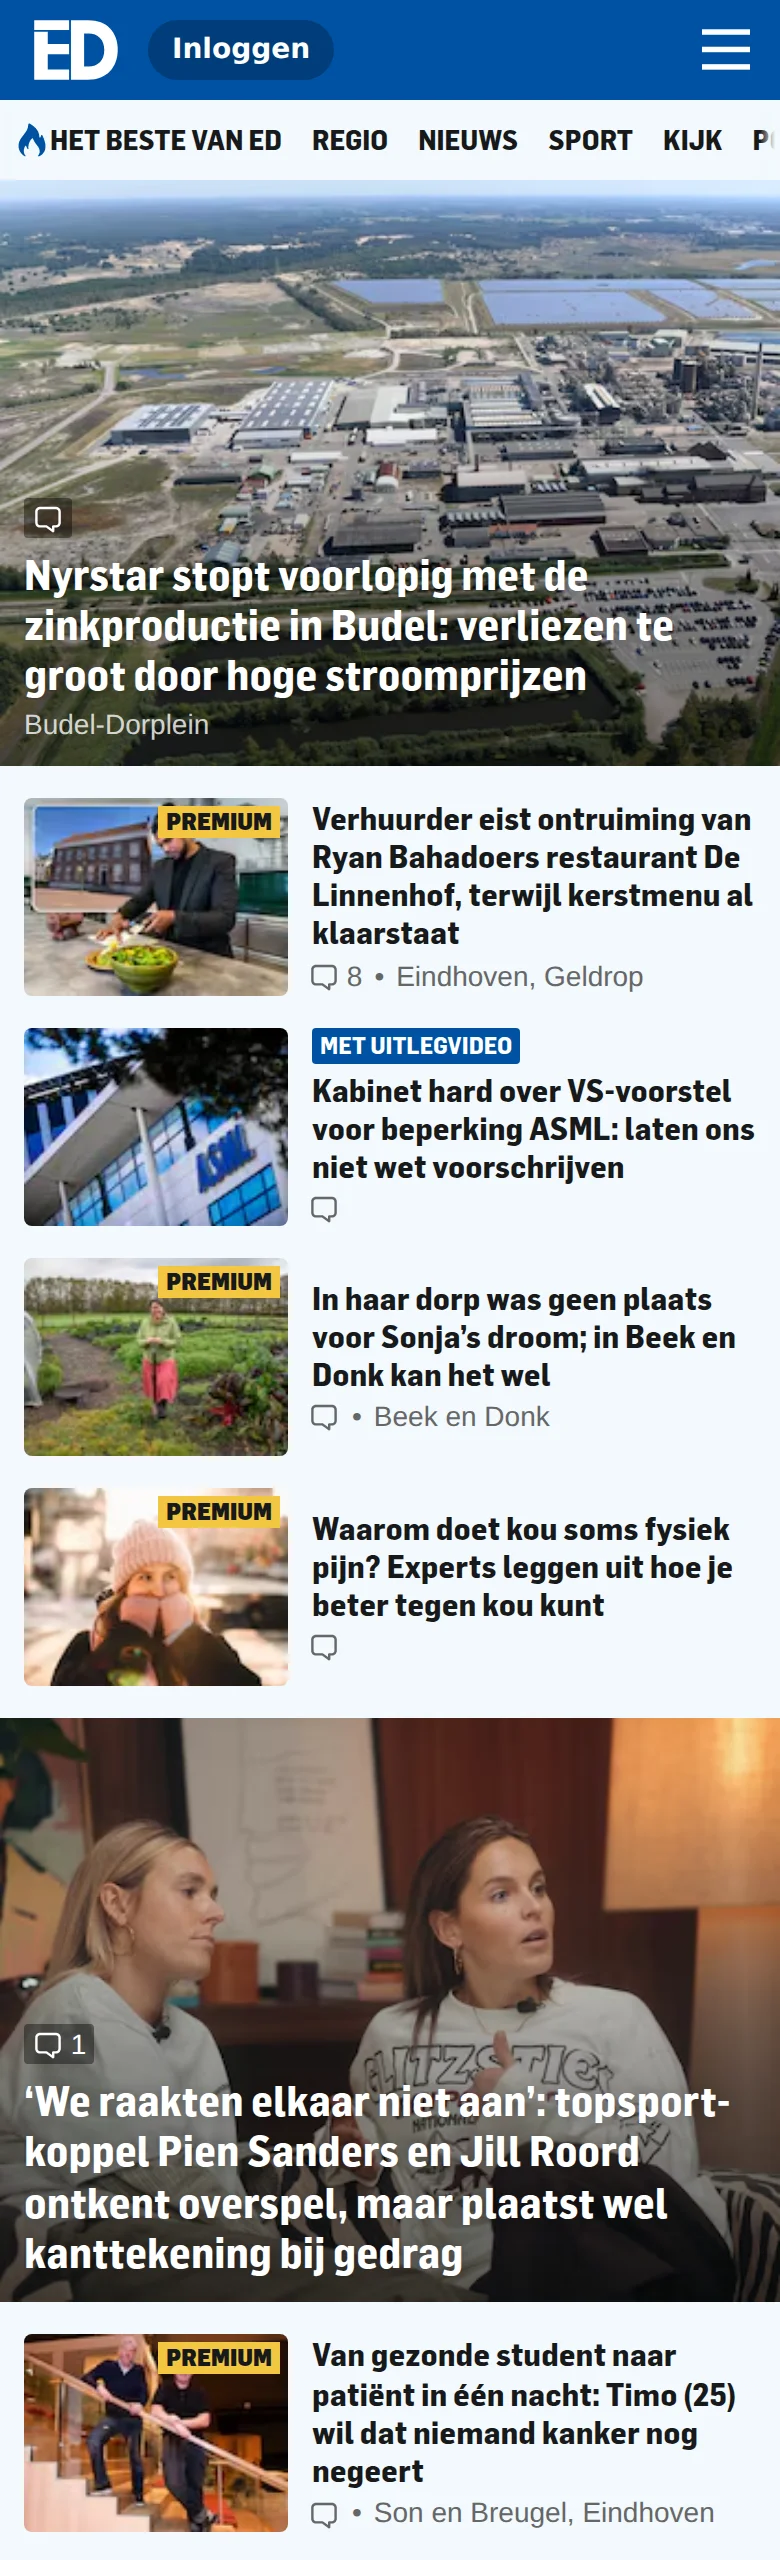 ED
Inloggen
HET BESTE VAN ED REGIO NIEUWS SPORT KIJK
Nyrstar stopt voorlopig met de
zinkproductie in Budel: verliezen te
groot door hoge stroomprijzen
Budel-Dorplein
PREMIUM
Verhuurder eist ontruiming van
Ryan Bahadoers restaurant De
Linnenhof, terwijl kerstmenu al
klaarstaat
8 • Eindhoven, Geldrop
ASML
MET UITLEGVIDEO
Kabinet hard over VS-voorstel
voor beperking ASML: laten ons
niet wet voorschrijven
PREMIUM
In haar dorp was geen plaats
voor Sonja’s droom; in Beek en
Donk kan het wel
• Beek en Donk
PREMIUM
Waarom doet kou soms fysiek
pijn? Experts leggen uit hoe je
beter tegen kou kunt
1
‘We raakten elkaar niet aan’: topsport-
koppel Pien Sanders en Jill Roord
ontkent overspel, maar plaatst wel
kanttekening bij gedrag
PREMIUM
Van gezonde student naar
patiënt in één nacht: Timo (25)
wil dat niemand kanker nog
negeert
• Son en Breugel, Eindhoven